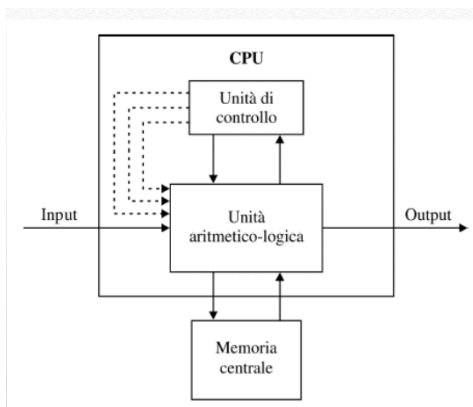 CPU
Unità di
controllo
Input
Unità
aritmetico-logica
Output
Memoria
centrale